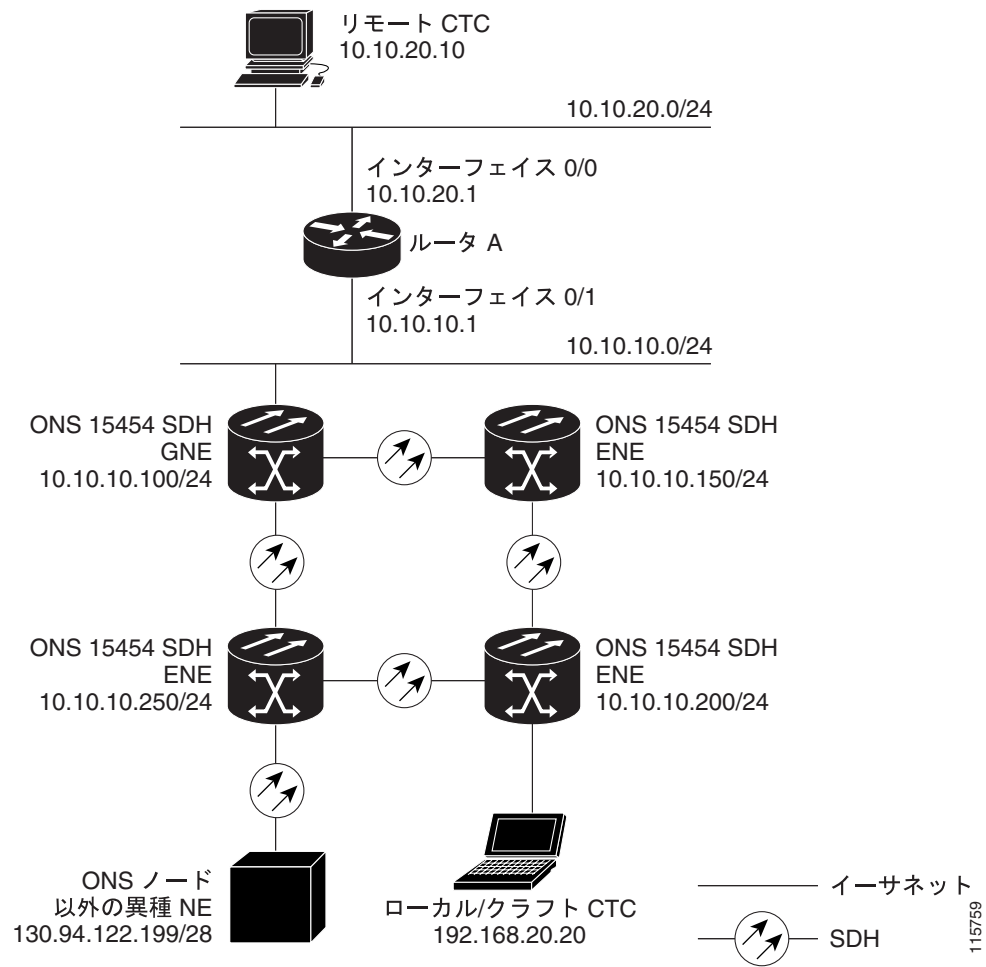 リモート CTC
10.10.20.10
10.10.20.0/24
インターフェイス 0/0
10.10.20.1
ルータ A
インターフェイス 0/1
10.10.10.1
10.10.10.0/24
ONS 15454 SDH
GNE
10.10.10.100/24
ONS 15454 SDH
ENE
10.10.10.150/24
ONS 15454 SDH
ENE
10.10.10.250/24
ONS 15454 SDH
ENE
10.10.10.200/24
ONS ノード
以外の異種 NE
130.94.122.199/28
ローカル/クラフト CTC
192.168.20.20
イーサネット
SDH
115759